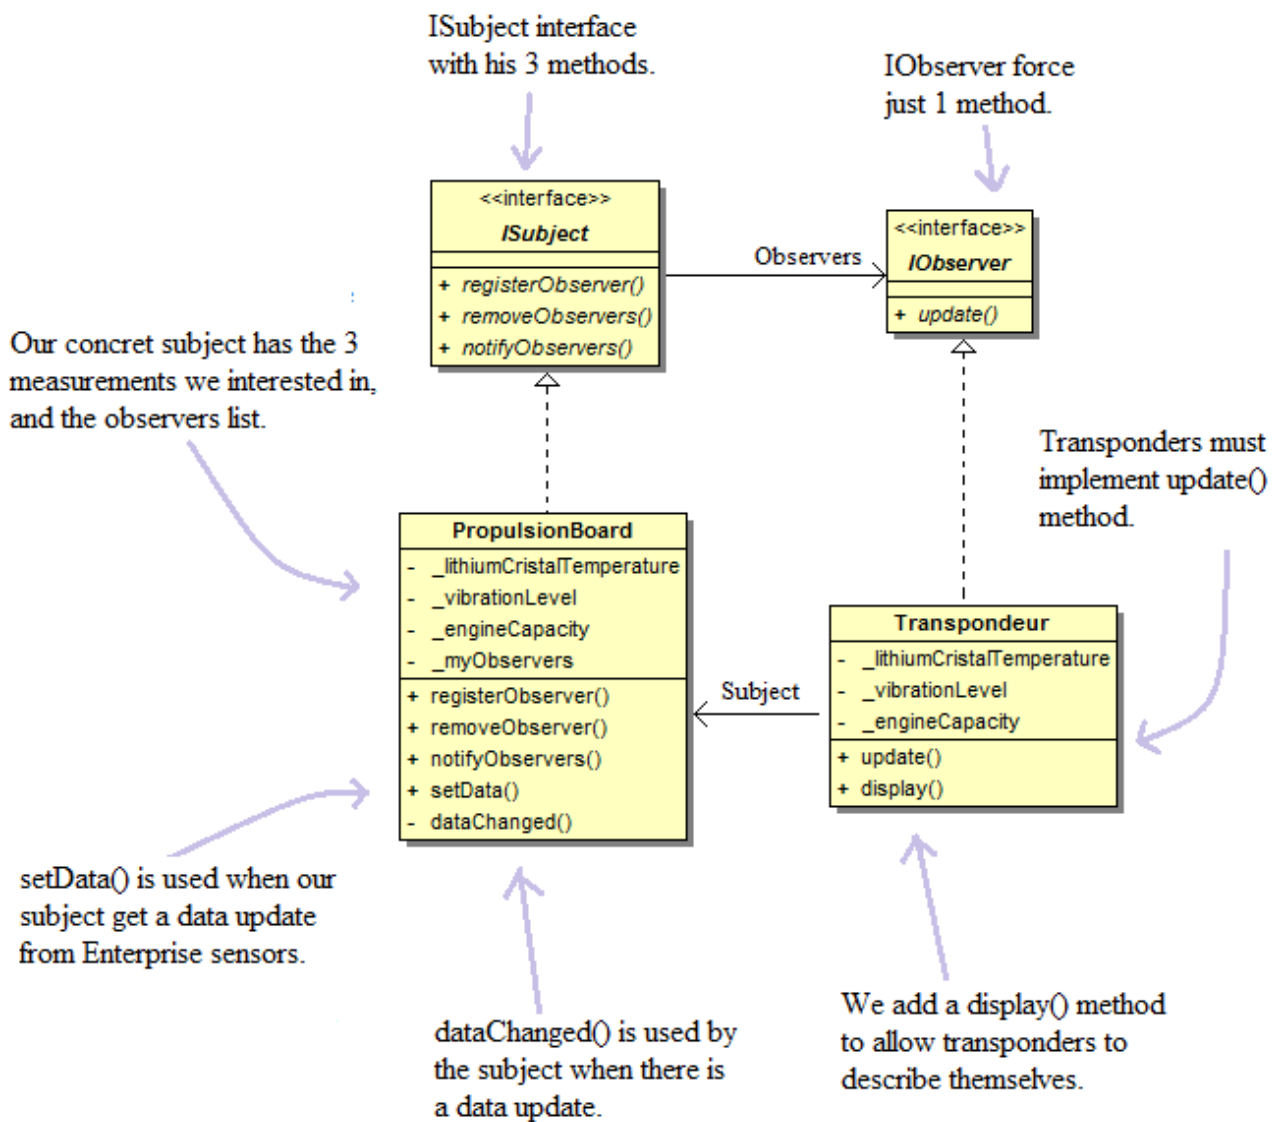 ISubject interface
with his 3 methods.
IObserver force
just 1 method.
<<interface>>
ISubject
+ registerObserver()
+ removeObservers()
+ notifyObservers()
Observers
<<interface>>
IObserver
+ update()
Our concret subject has the 3
measurements we interested in,
and the observers list.
Transponders must
implement update()
method.
PropulsionBoard
- _lithiumCristalTemperature
- _vibrationLevel
- _engineCapacity
- _myObservers
+ registerObserver()
+ removeObserver()
+ notifyObservers()
+ setData()
- dataChanged()
Subject
Transpondeur
- _lithiumCristalTemperature
- _vibrationLevel
- _engineCapacity
+ update()
+ display()
setData() is used when our
subject get a data update
from Enterprise sensors.
dataChanged() is used by
the subject when there is
a data update.
We add a display() method
to allow transponders to
describe themselves.